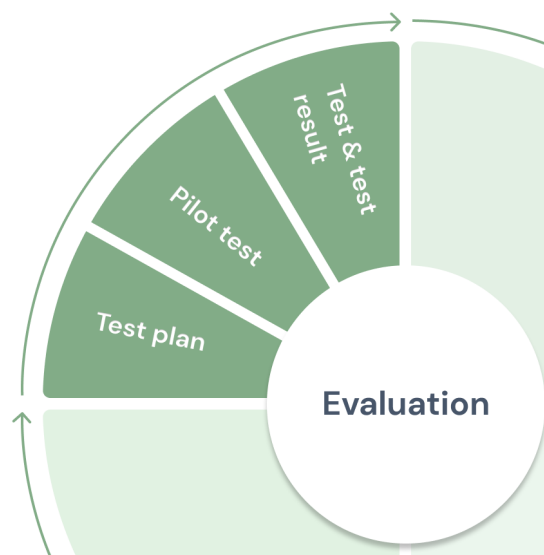 Test & test
result
Pilot test
Test plan
Evaluation